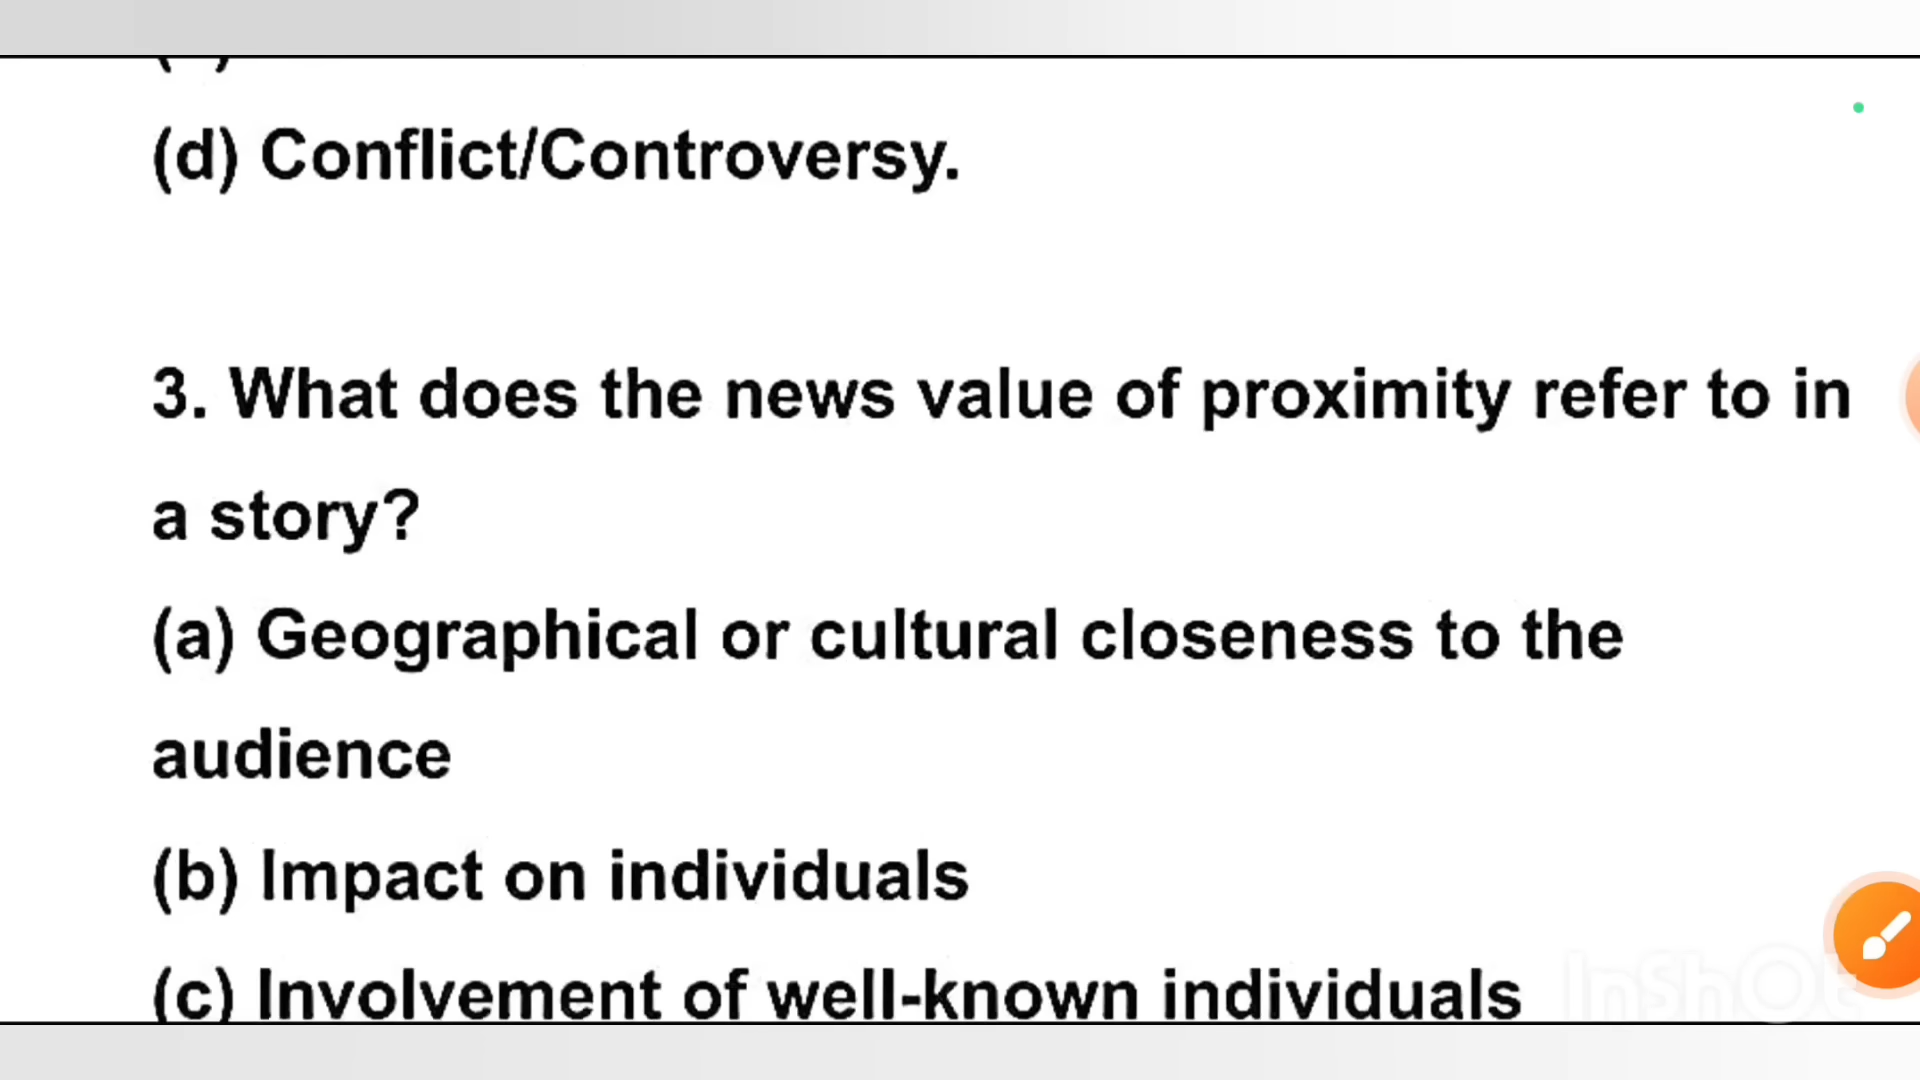 (d) Conflict/Controversy.
3. What does the news value of proximity refer to in
a story?
(a) Geographical or cultural closeness to the
audience
(b) Impact on individuals
(c) Involvement of well-known individuals
InShOt